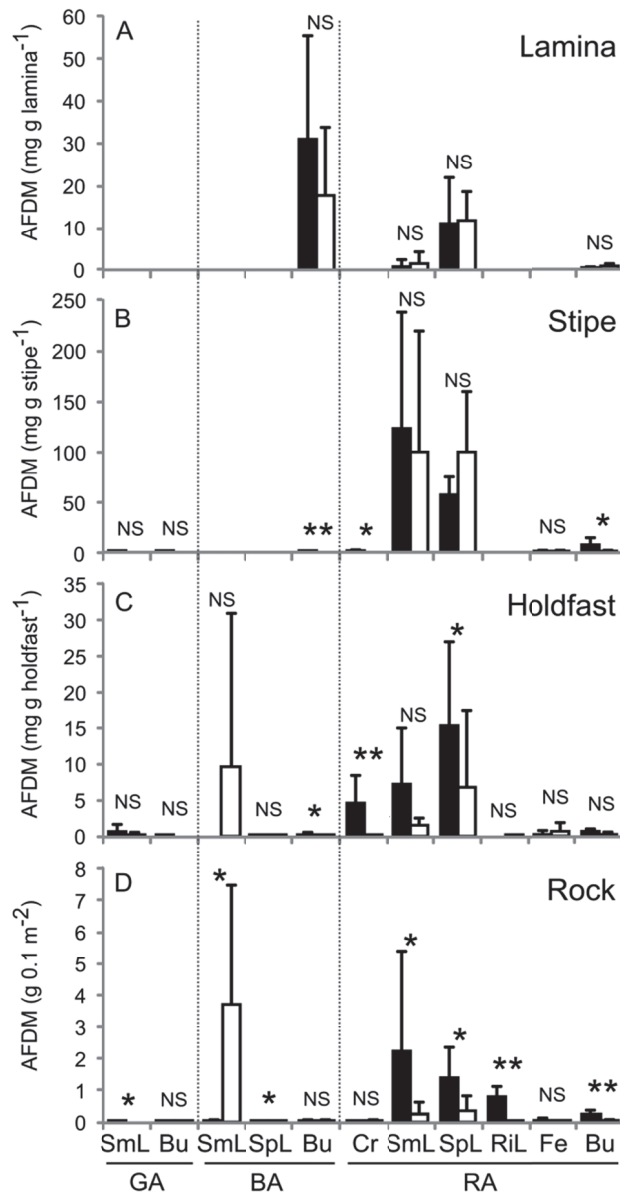 A
Lamina
AFDM (mg g lamina⁻¹)
60
50
40
30
20
10
0
NS
NS
NS
NS
B
Stipe
AFDM (mg g stipe⁻¹)
250
200
150
100
50
0
NS
NS
**
*
NS
NS
NS
*
C
Holdfast
AFDM (mg g holdfast⁻¹)
35
30
25
20
15
10
5
0
NS
NS
NS
NS
*
**
NS
*
NS
NS
NS
D
Rock
AFDM (g 0.1 m⁻²)
8
7
6
5
4
3
2
1
0
*
NS
*
*
NS
NS
*
*
**
NS
**
SmL Bu SmL SpL Bu Cr SmL SpL RiL Fe Bu
GA BA RA